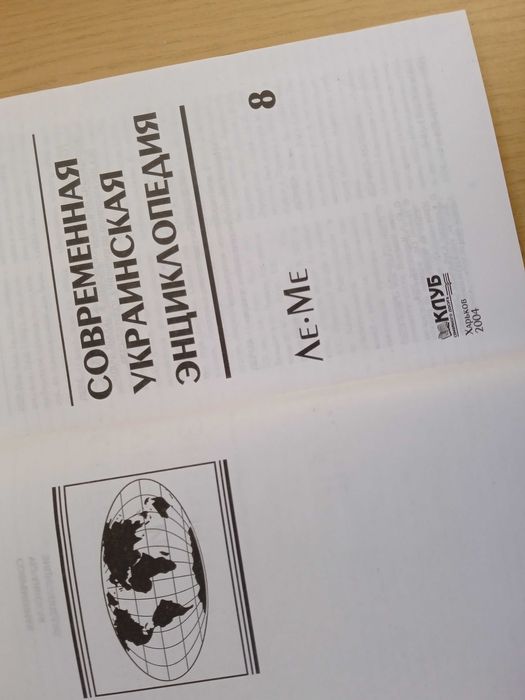 СОВРЕМЕННАЯ
УКРАИНСКАЯ
ЭНЦИКЛОПЕДИЯ
8
ЛЕ·МЕ
КЛУБ
Харьков
2004